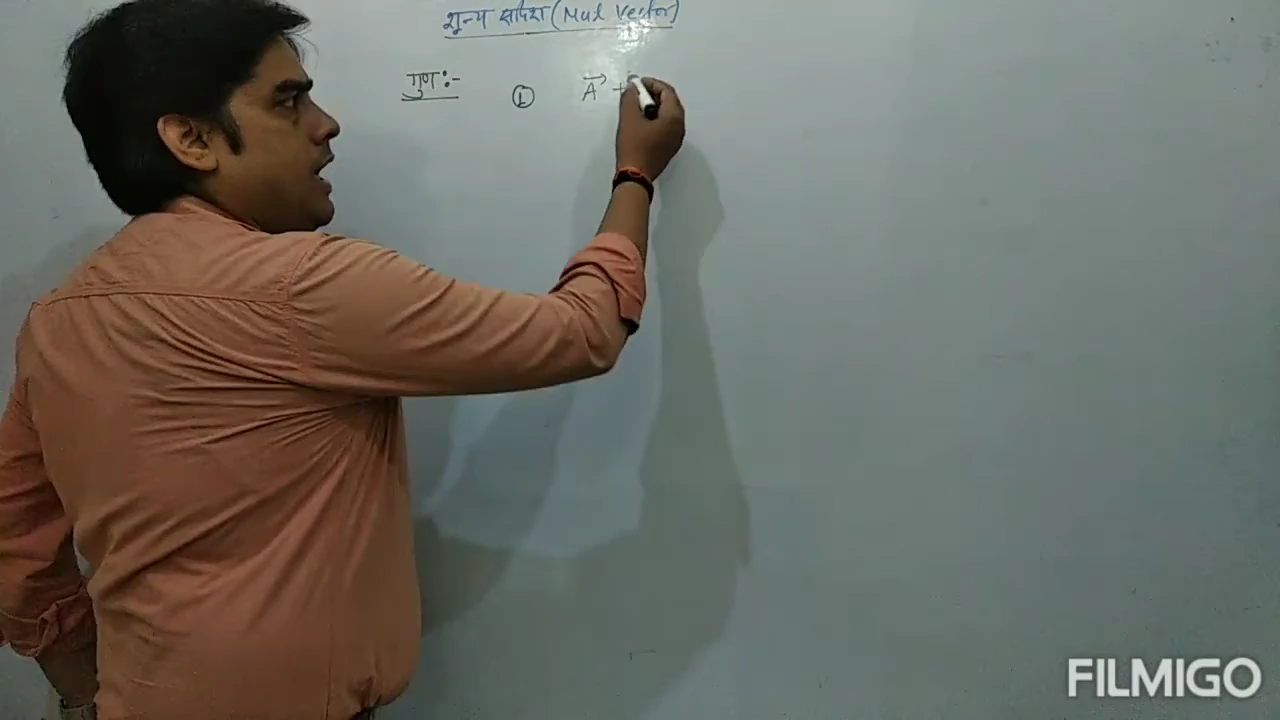 शून्य सदिश (Null Vector)
गुण :-
① A⃗ +
FILMIGO